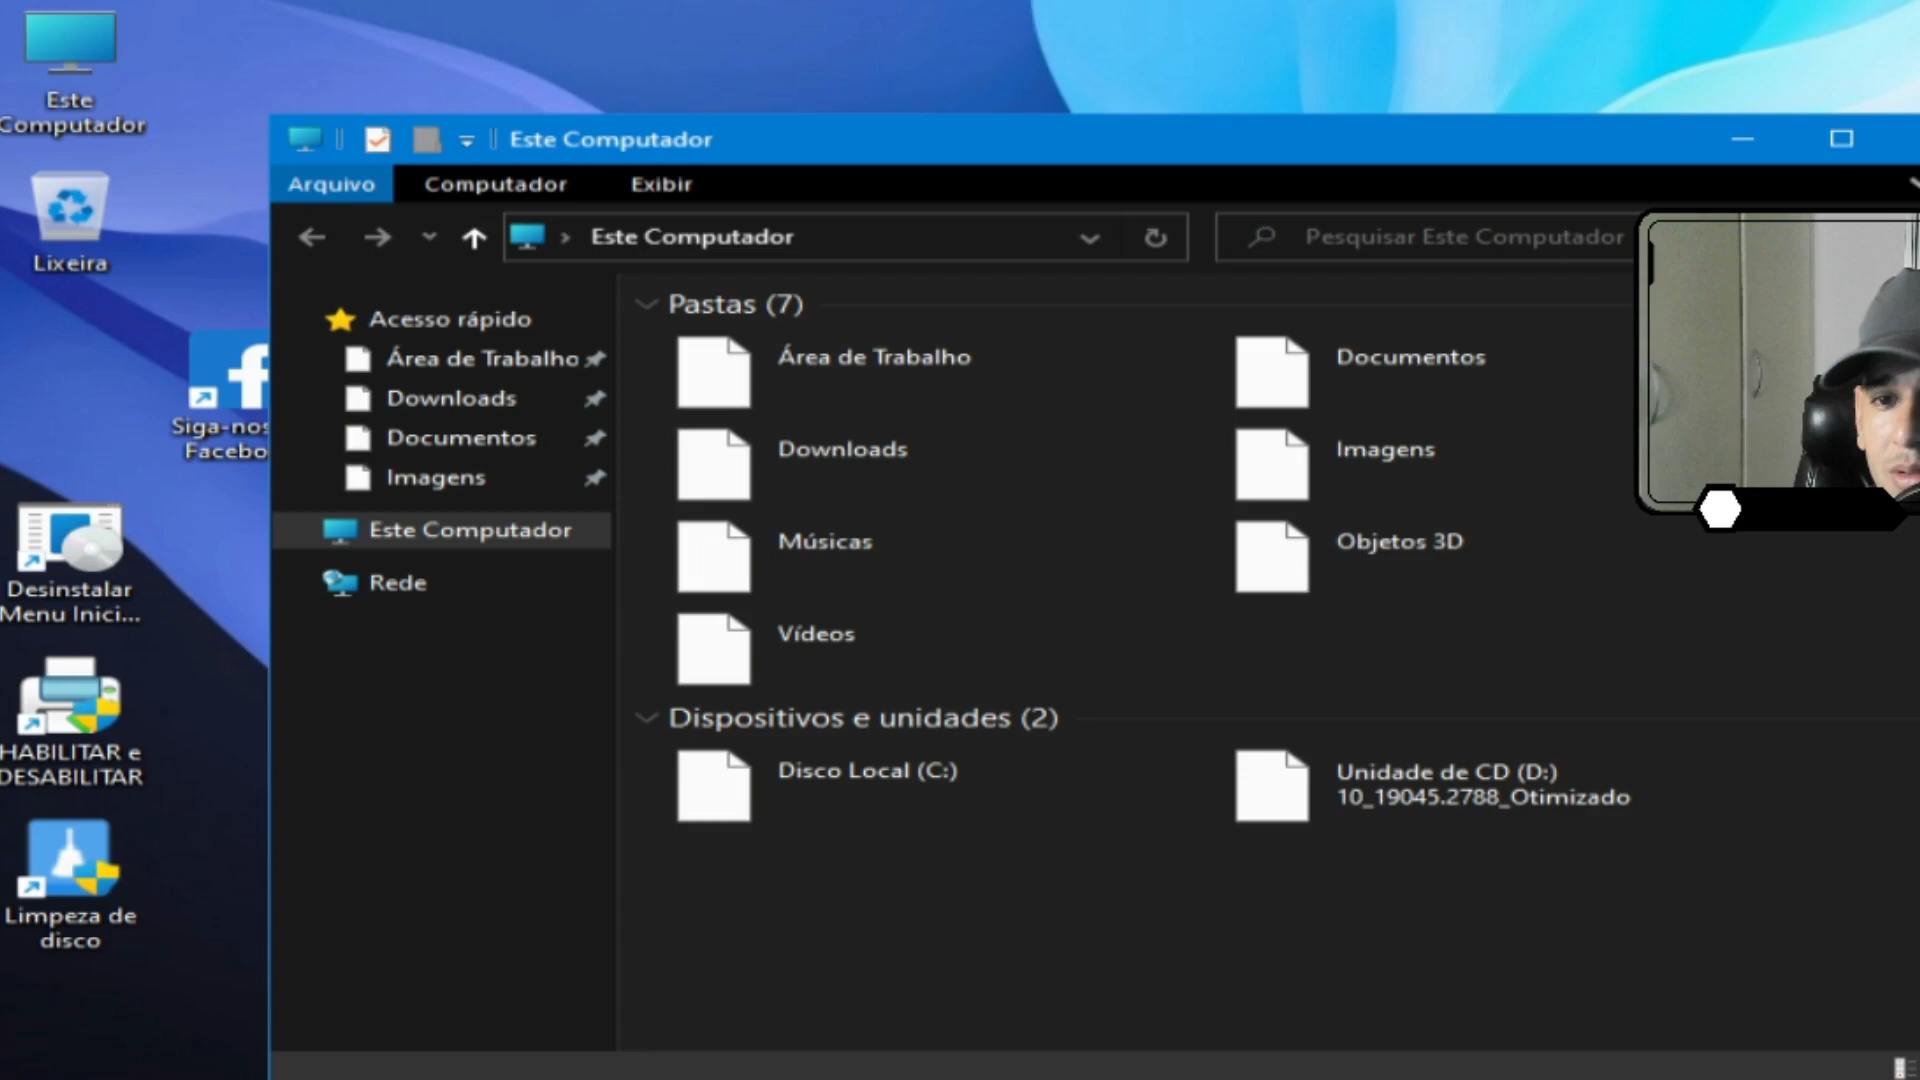 Este
Computador
Lixeira
Siga-nos
Facebo
Desinstalar
Menu Inici...
HABILITAR e
DESABILITAR
Limpeza de
disco
Este Computador
Arquivo
Computador
Exibir
Este Computador
Pesquisar Este Computador
Acesso rápido
Área de Trabalho
Downloads
Documentos
Imagens
Este Computador
Rede
Pastas (7)
Área de Trabalho
Documentos
Downloads
Imagens
Músicas
Objetos 3D
Vídeos
Dispositivos e unidades (2)
Disco Local (C:)
Unidade de CD (D:)
10_19045.2788_Otimizado